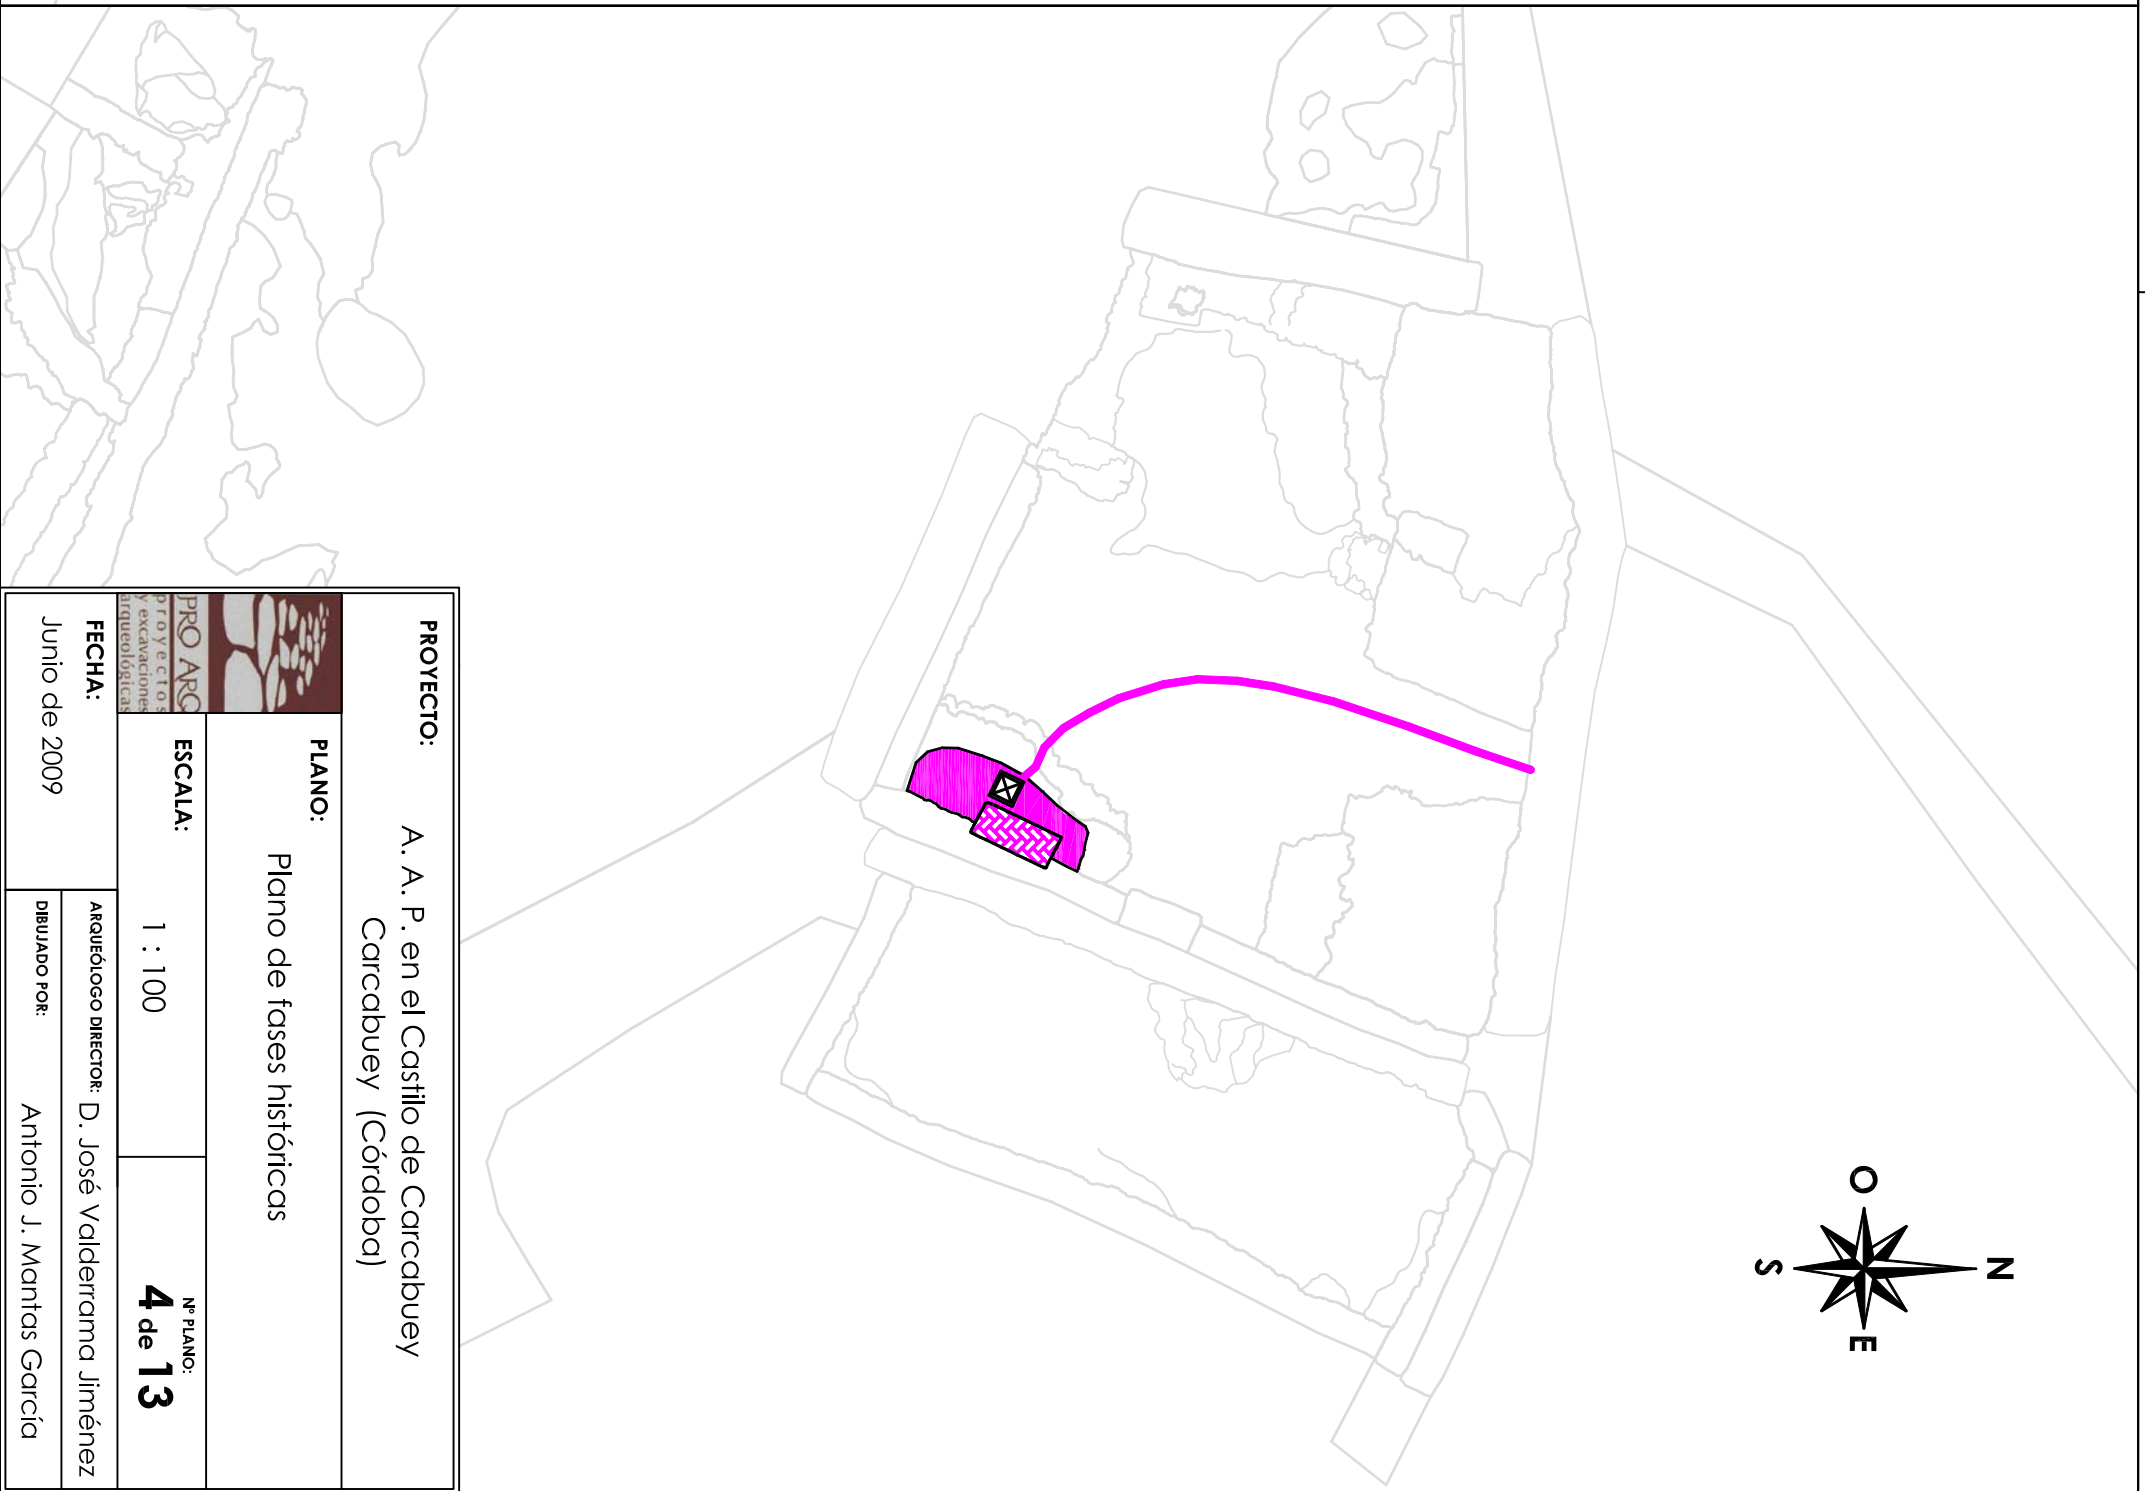 PROYECTO:
A. A. P. en el Castilo de Carcabuey
Carcabuey (Córdoba)
PLANO:
Plano de fases históricas
PRO ARQ
proyectos
y excavaciones
arqueológicas
ESCALA:
1 : 100
Nº PLANO:
4 de 13
FECHA:
Junio de 2009
ARQUEÓLOGO DIRECTOR: D. José Valderrama Jiménez
DIBUJADO POR: Antonio J. Mantas García
N
O
E
S